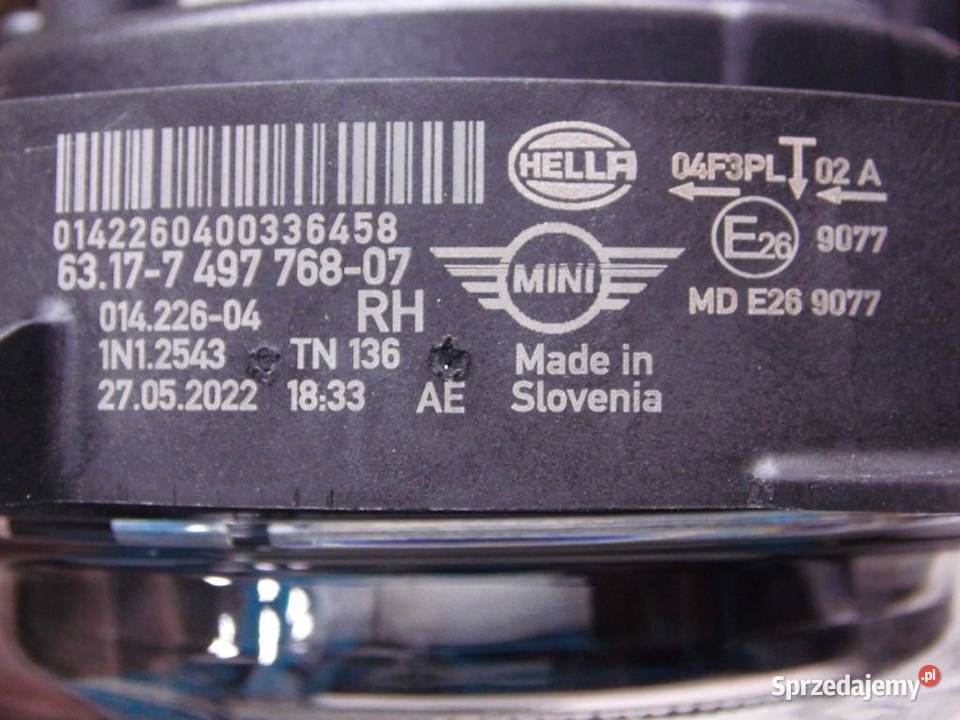 0142260400336458
63.17-7 497 768-07
014.226-04 RH
1N1.2543 TN 136
27.05.2022 18:33 AE
HELLA
MINI
Made in
Slovenia
04F3PL T 02 A
E26 9077
MD E26 9077
Sprzedajemy.pl